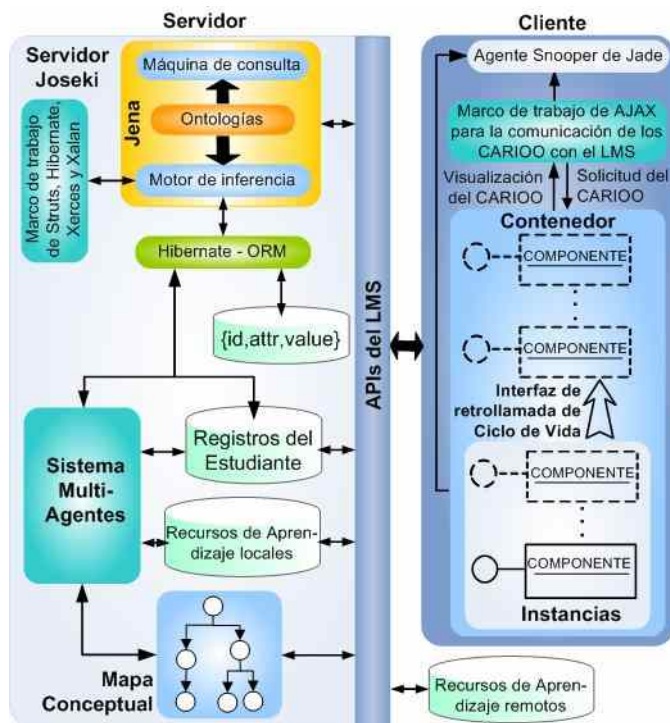 Servidor
Servidor
Joseki
Máquina de consulta
Ontologías
Motor de inferencia
Jena
Marco de trabajo
de Struts, Hibernate,
Xerces y Xalan
Hibernate - ORM
{id,attr,value}
Registros del
Estudiante
Sistema
Multi-
Agentes
Recursos de Apren-
dizaje locales
Mapa
Conceptual
APIs del LMS
Cliente
Agente Snooper de Jade
Marco de trabajo de AJAX
para la comunicación de los
CARIOO con el LMS
Visualización
del CARIOO
Solicitud del
CARIOO
Contenedor
COMPONENTE
COMPONENTE
Interfaz de
retrollamada de
Ciclo de Vida
COMPONENTE
COMPONENTE
Instancias
Recursos de Apren-
dizaje remotos